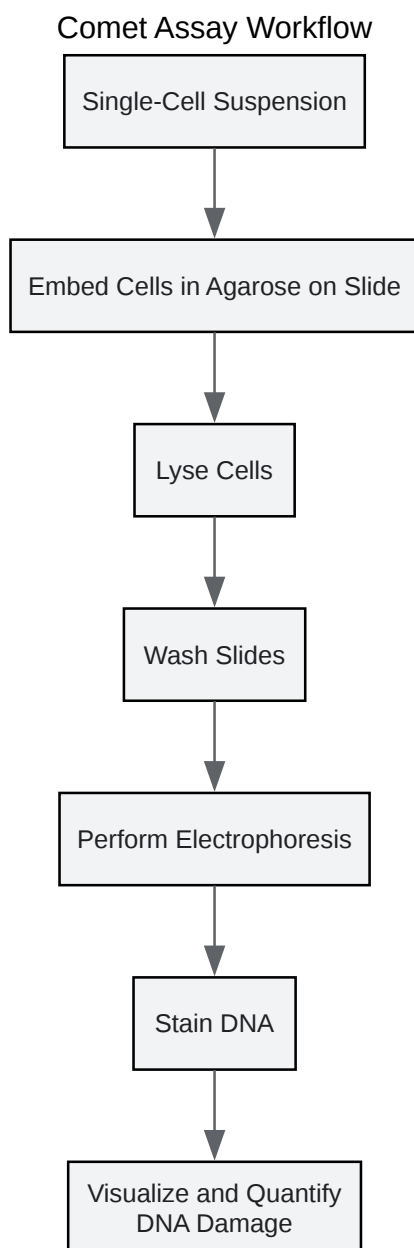 Comet Assay Workflow
Single-Cell Suspension
Embed Cells in Agarose on Slide
Lyse Cells
Wash Slides
Perform Electrophoresis
Stain DNA
Visualize and Quantify
DNA Damage